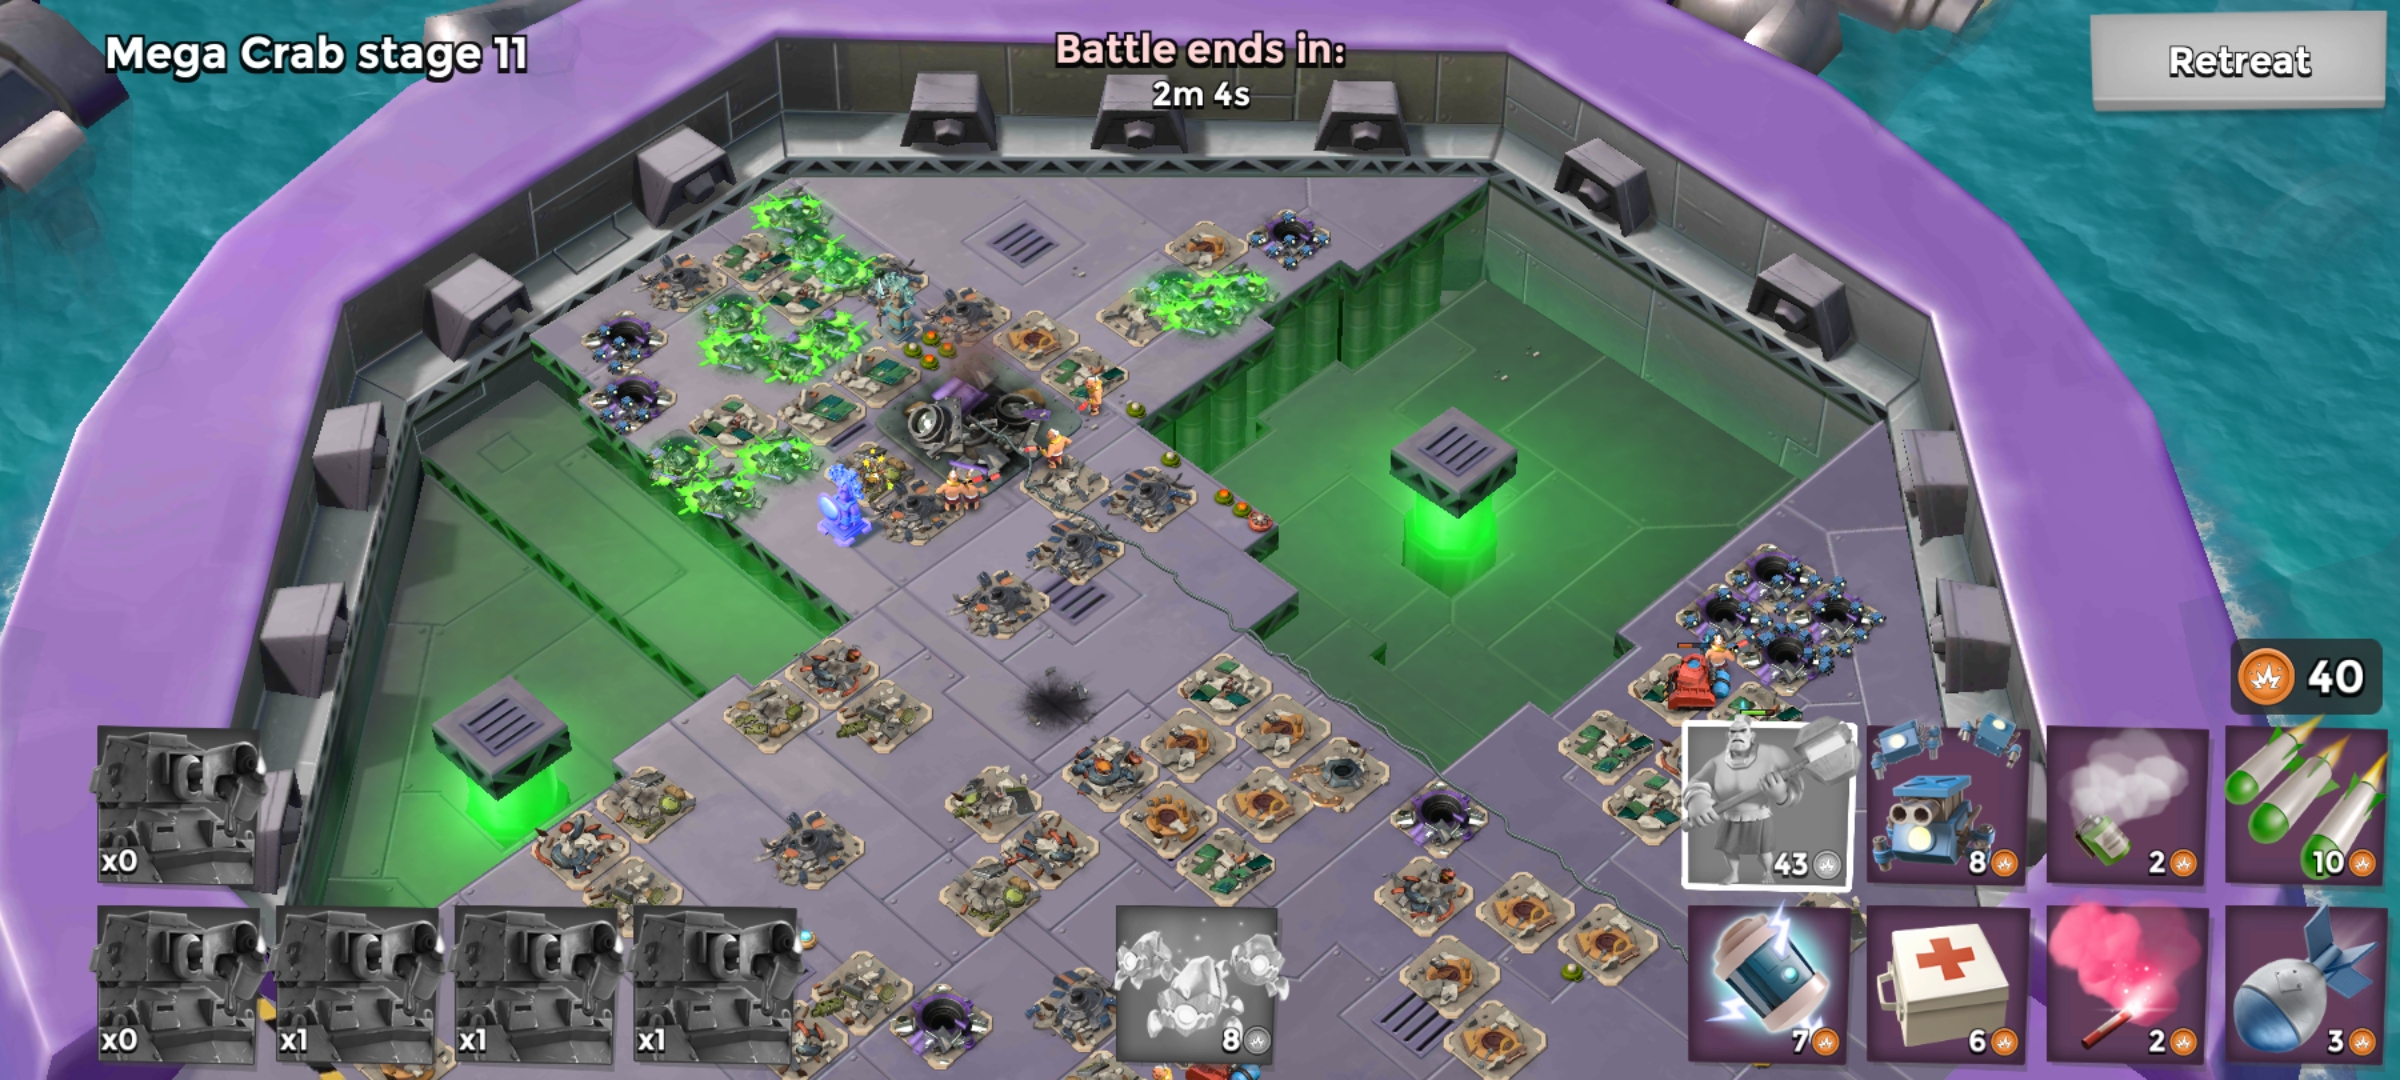 Mega Crab stage 11
Battle ends in:
2m 4s
Retreat
40
x0
43
8
2
10
x0
x1
x1
x1
8
7
6
2
3